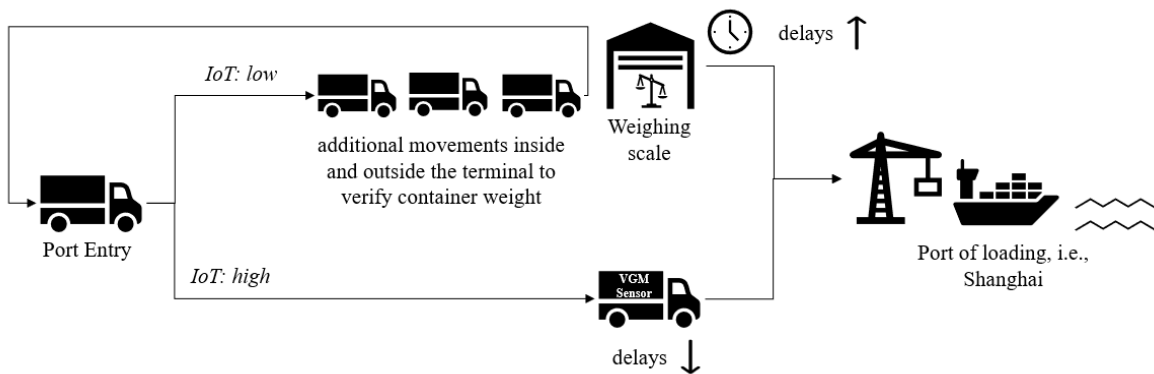 delays
IoT: low
additional movements inside
and outside the terminal to
verify container weight
Weighing
scale
Port Entry
IoT: high
VGM
Sensor
delays
Port of loading, i.e.,
Shanghai